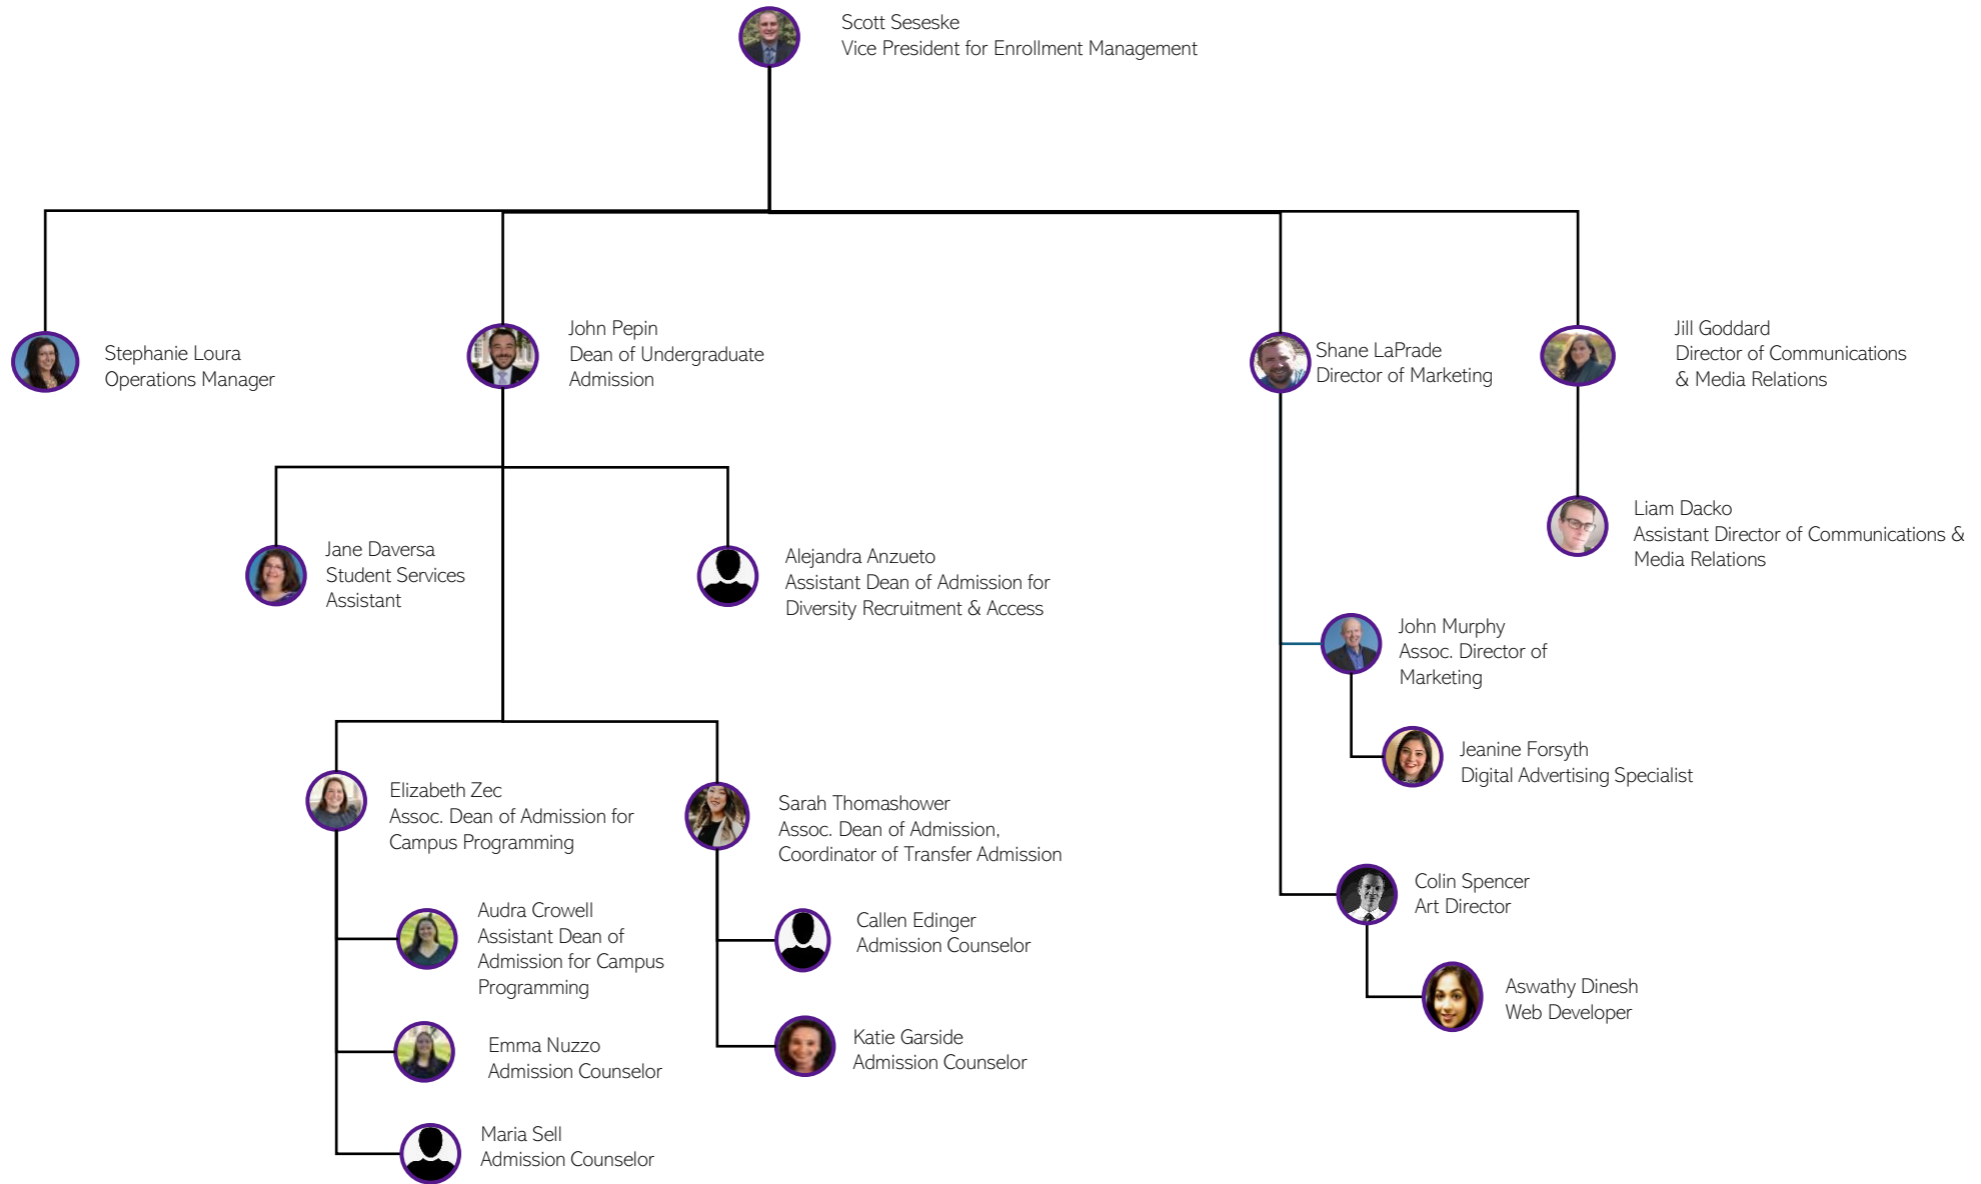 Scott Seseske
Vice President for Enrollment Management
Stephanie Loura
Operations Manager
John Pepin
Dean of Undergraduate
Admission
Shane LaPrade
Director of Marketing
Jill Goddard
Director of Communications
& Media Relations
Jane Daversa
Student Services
Assistant
Alejandra Anzueto
Assistant Dean of Admission for
Diversity Recruitment & Access
Liam Dacko
Assistant Director of Communications &
Media Relations
John Murphy
Assoc. Director of
Marketing
Jeanine Forsyth
Digital Advertising Specialist
Elizabeth Zec
Assoc. Dean of Admission for
Campus Programming
Sarah Thomashower
Assoc. Dean of Admission,
Coordinator of Transfer Admission
Audra Crowell
Assistant Dean of
Admission for Campus
Programming
Callen Edinger
Admission Counselor
Colin Spencer
Art Director
Aswathy Dinesh
Web Developer
Emma Nuzzo
Admission Counselor
Katie Garside
Admission Counselor
Maria Sell
Admission Counselor